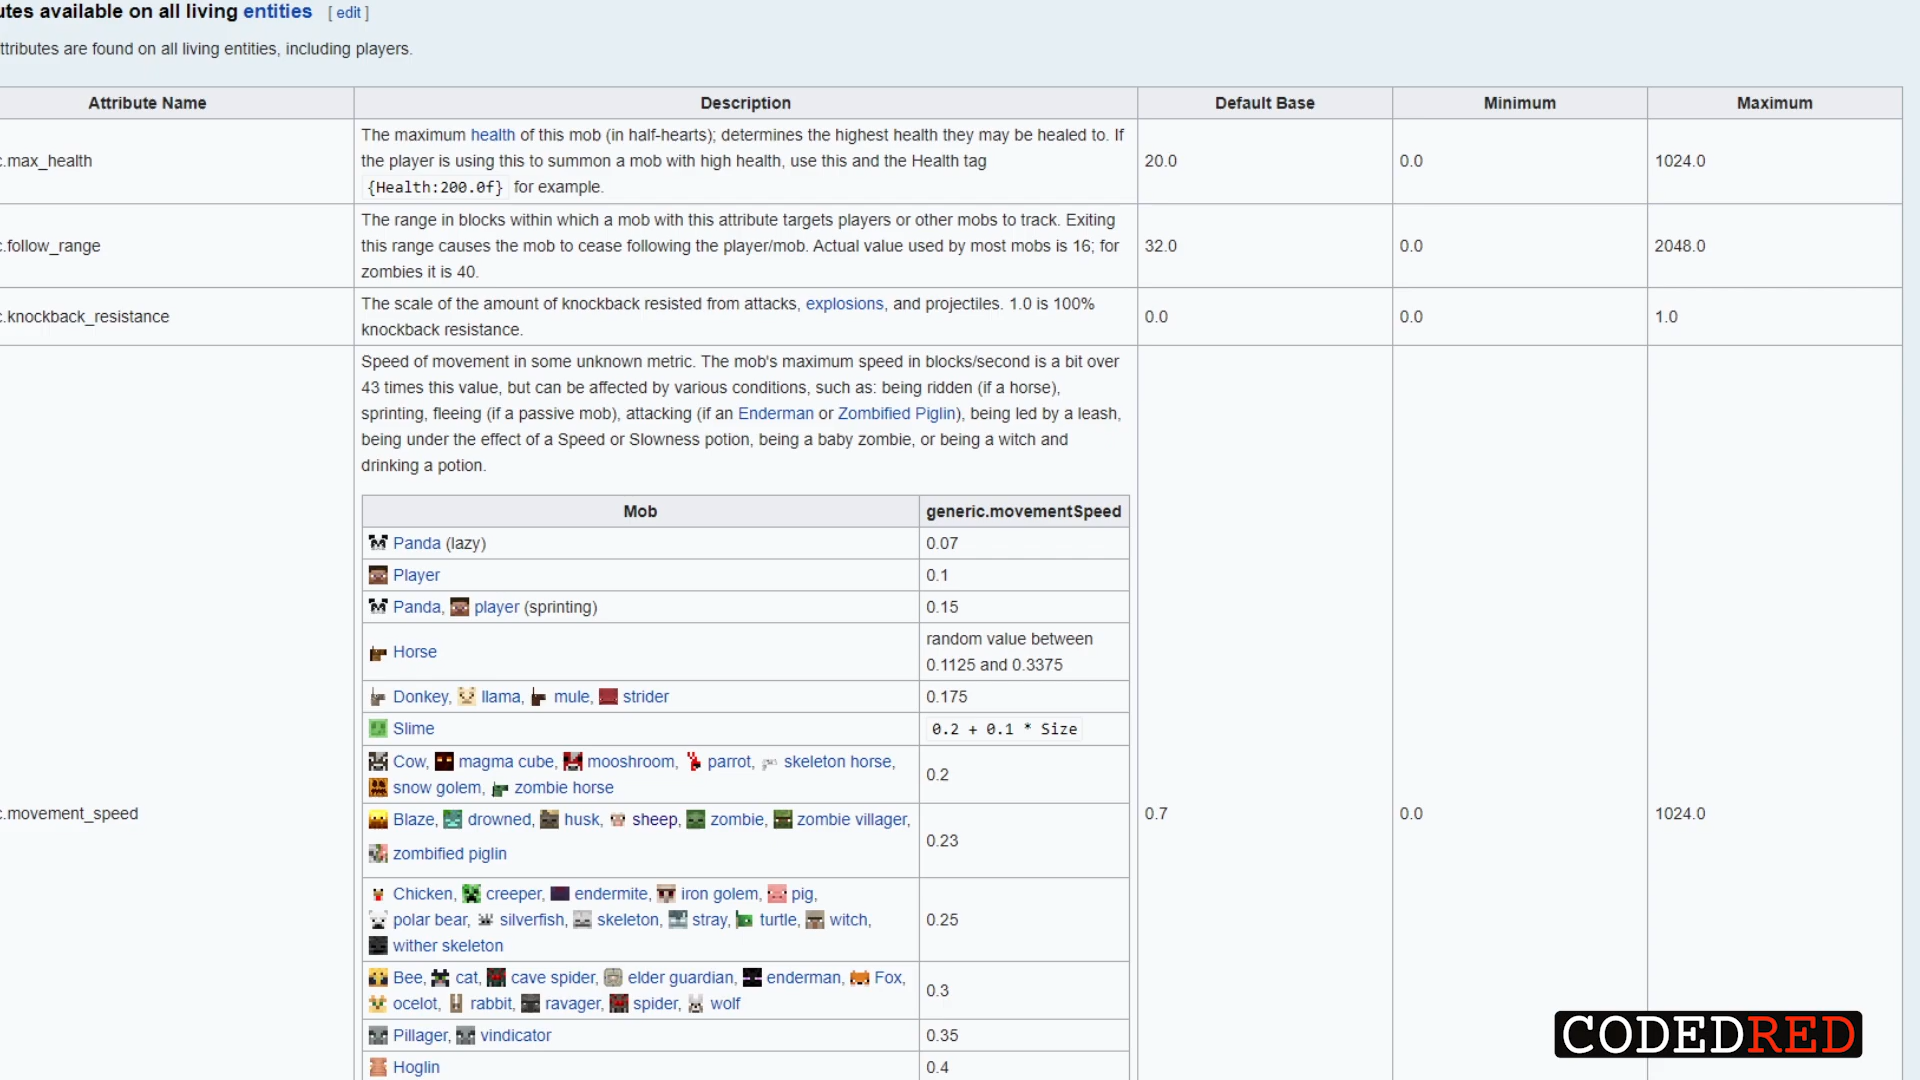 utes available on all living entities [ edit ]
ttributes are found on all living entities, including players.
Attribute Name Description Default Base Minimum Maximum
c.max_health
The maximum health of this mob (in half-hearts); determines the highest health they may be healed to. If
the player is using this to summon a mob with high health, use this and the Health tag
{Health:200.0f} for example.
20.0 0.0 1024.0
c.follow_range
The range in blocks within which a mob with this attribute targets players or other mobs to track. Exiting
this range causes the mob to cease following the player/mob. Actual value used by most mobs is 16; for
zombies it is 40.
32.0 0.0 2048.0
c.knockback_resistance
The scale of the amount of knockback resisted from attacks, explosions, and projectiles. 1.0 is 100%
knockback resistance.
0.0 0.0 1.0
c.movement_speed
Speed of movement in some unknown metric. The mob's maximum speed in blocks/second is a bit over
43 times this value, but can be affected by various conditions, such as: being ridden (if a horse),
sprinting, fleeing (if a passive mob), attacking (if an Enderman or Zombified Piglin), being led by a leash,
being under the effect of a Speed or Slowness potion, being a baby zombie, or being a witch and
drinking a potion.
Mob generic.movementSpeed
Panda (lazy) 0.07
Player 0.1
Panda, player (sprinting) 0.15
Horse
random value between
0.1125 and 0.3375
Donkey, llama, mule, strider 0.175
Slime 0.2 + 0.1 * Size
Cow, magma cube, mooshroom, parrot, skeleton horse,
snow golem, zombie horse
0.2
Blaze, drowned, husk, sheep, zombie, zombie villager,
zombified piglin
0.23
Chicken, creeper, endermite, iron golem, pig,
polar bear, silverfish, skeleton, stray, turtle, witch,
wither skeleton
0.25
Bee, cat, cave spider, elder guardian, enderman, Fox,
ocelot, rabbit, ravager, spider, wolf
0.3
Pillager, vindicator 0.35
Hoglin 0.4
0.7 0.0 1024.0
CODEDRED